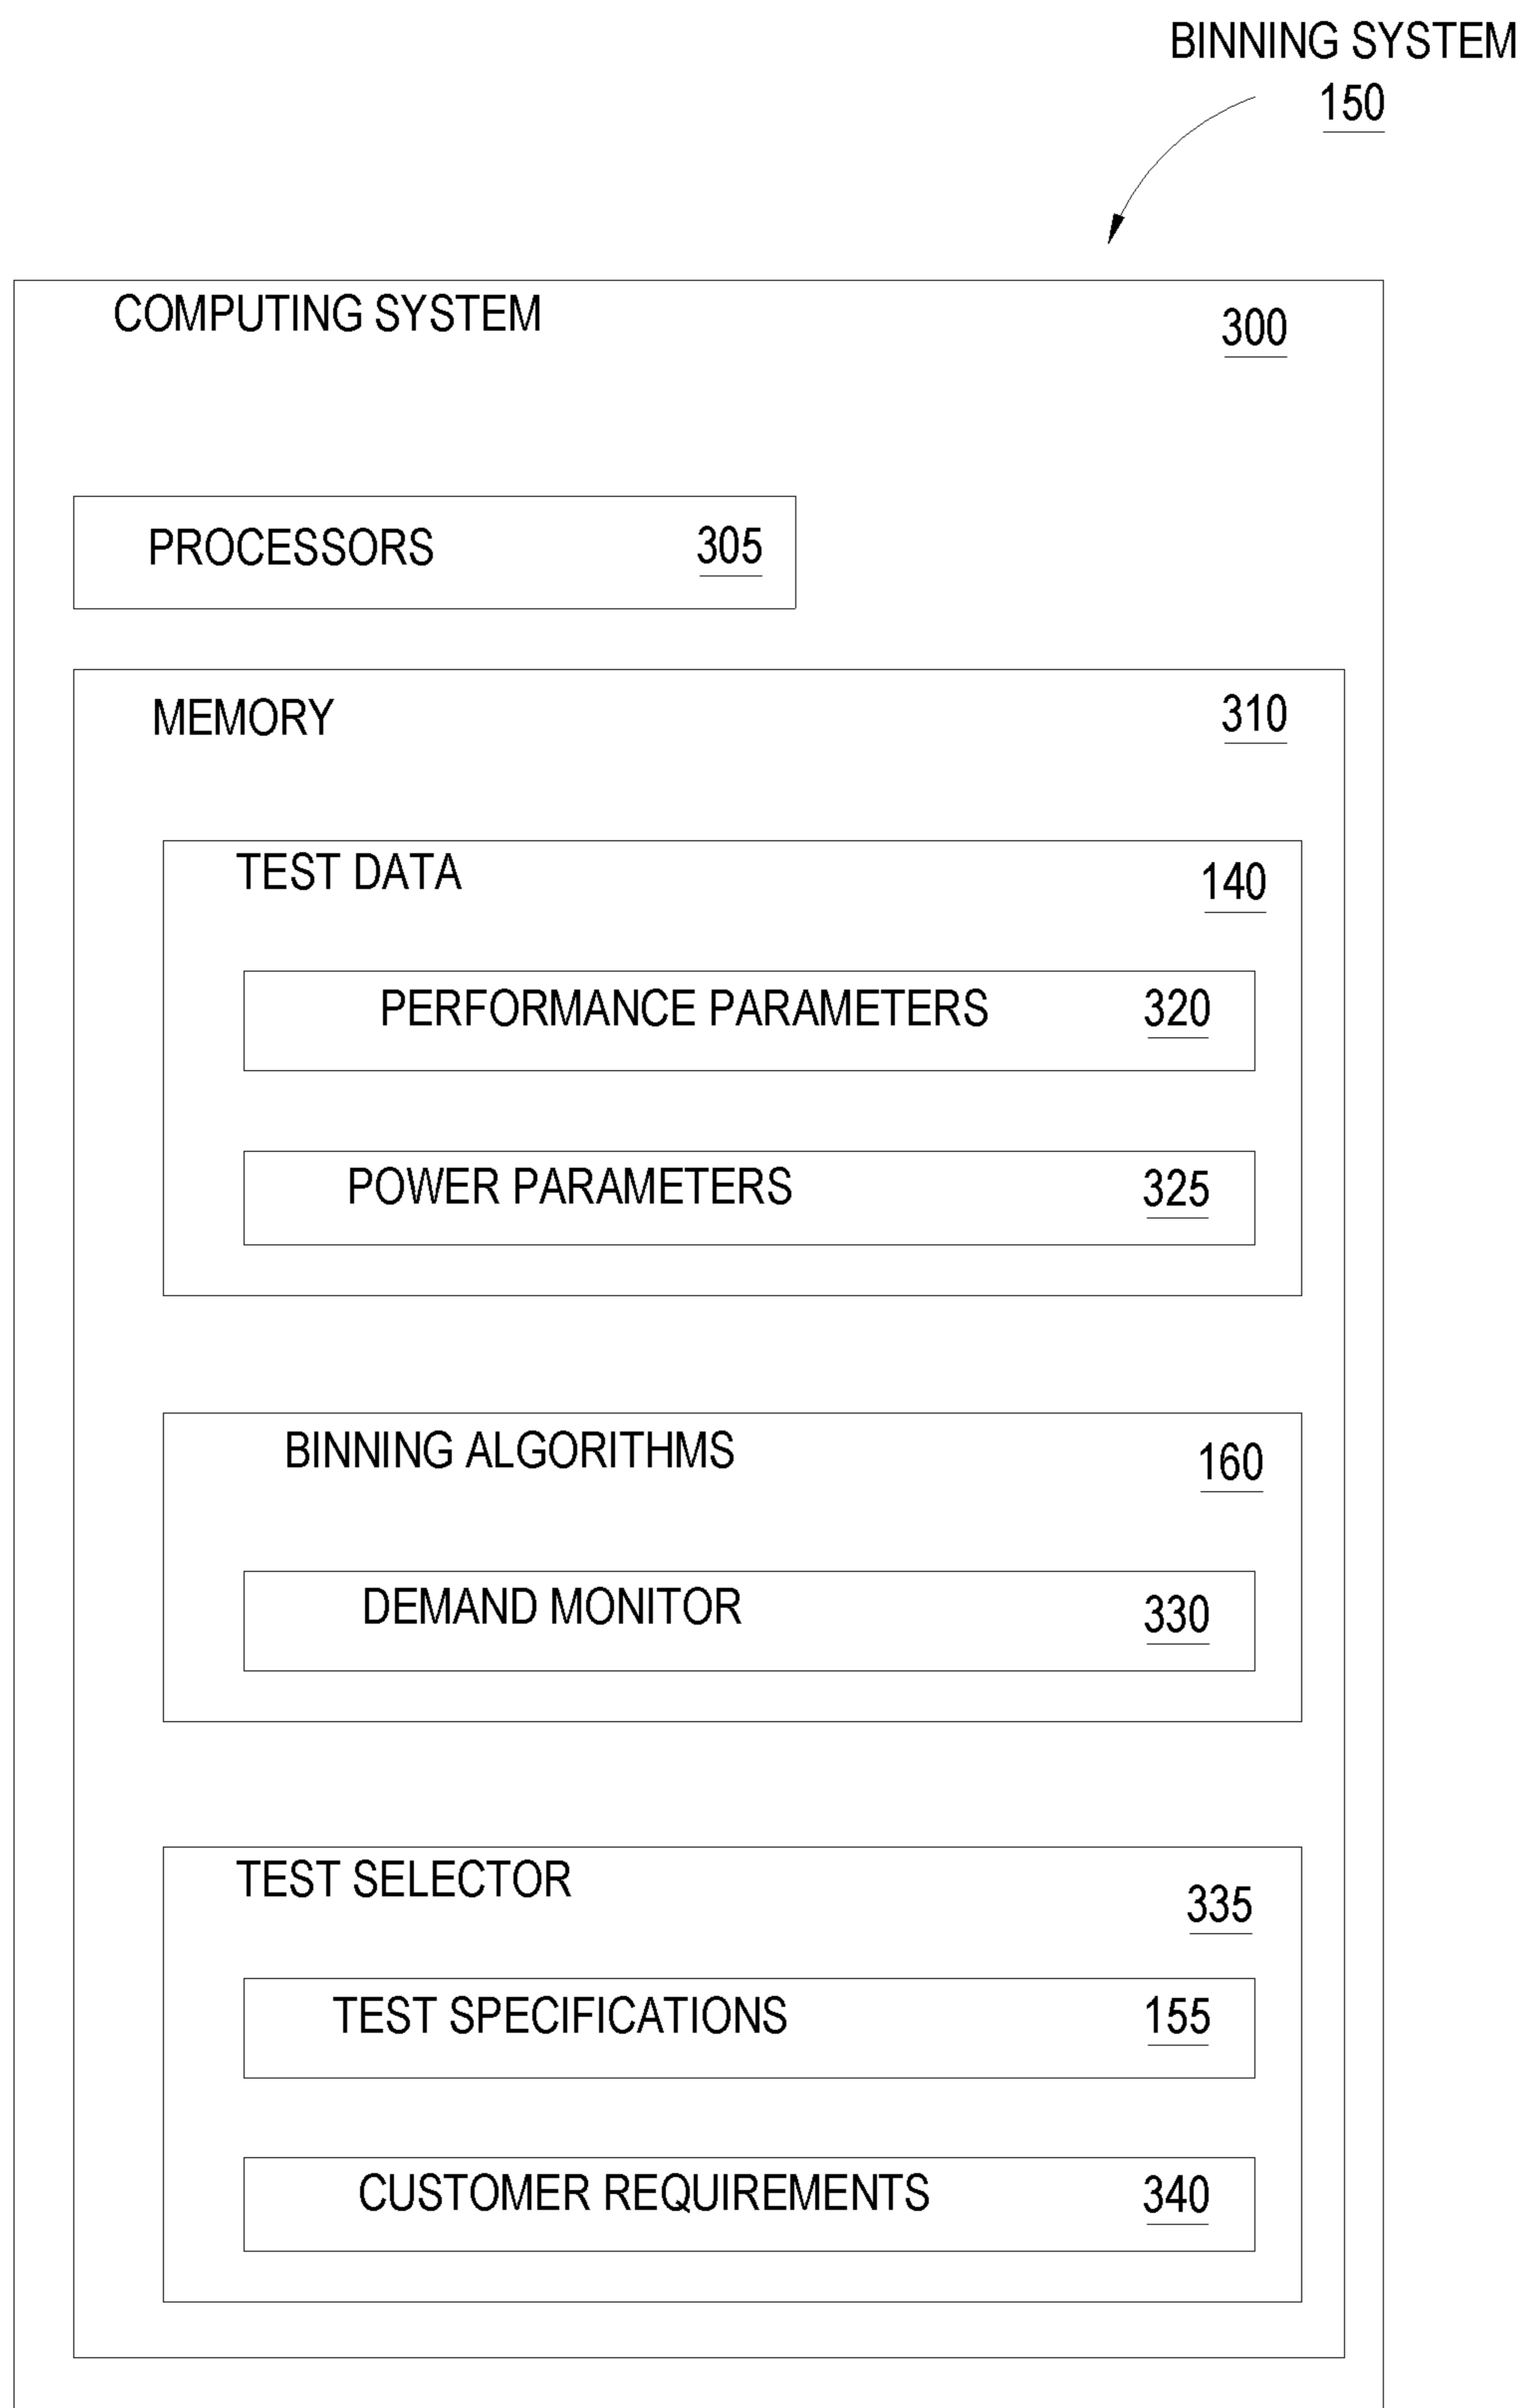 BINNING SYSTEM
150
COMPUTING SYSTEM 300
PROCESSORS 305
MEMORY 310
TEST DATA 140
PERFORMANCE PARAMETERS 320
POWER PARAMETERS 325
BINNING ALGORITHMS 160
DEMAND MONITOR 330
TEST SELECTOR 335
TEST SPECIFICATIONS 155
CUSTOMER REQUIREMENTS 340